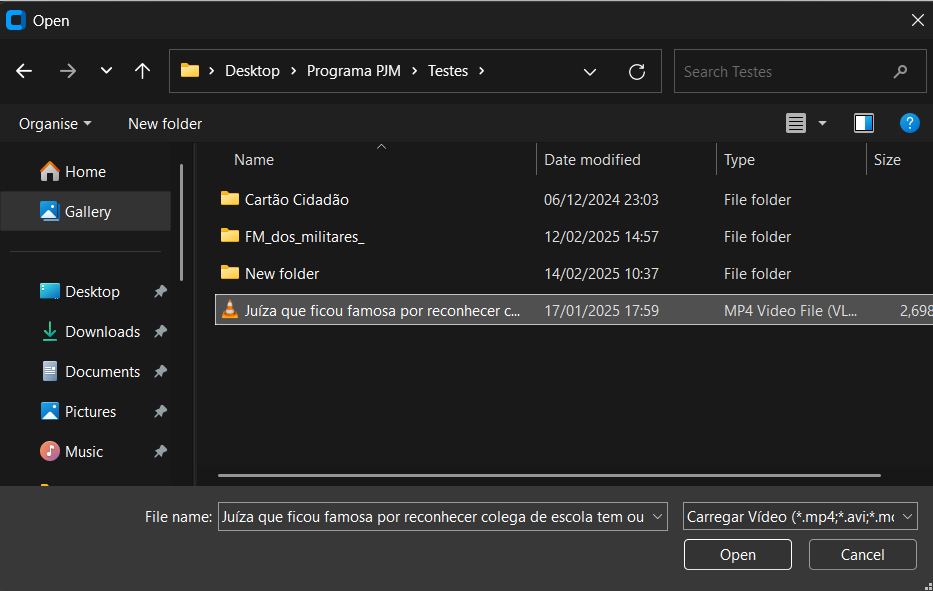 Open
Desktop > Programa PJM > Testes >
Search Testes
Organise
New folder
Name
Date modified
Type
Size
Home
Gallery
Desktop
Downloads
Documents
Pictures
Music
Cartão Cidadão 06/12/2024 23:03 File folder
FM_dos_militares_ 12/02/2025 14:57 File folder
New folder 14/02/2025 10:37 File folder
Juíza que ficou famosa por reconhecer c... 17/01/2025 17:59 MP4 Video File (VL... 2,698
File name: Juíza que ficou famosa por reconhecer colega de escola tem ou
Carregar Vídeo (*.mp4;*.avi;*.mo
Open
Cancel